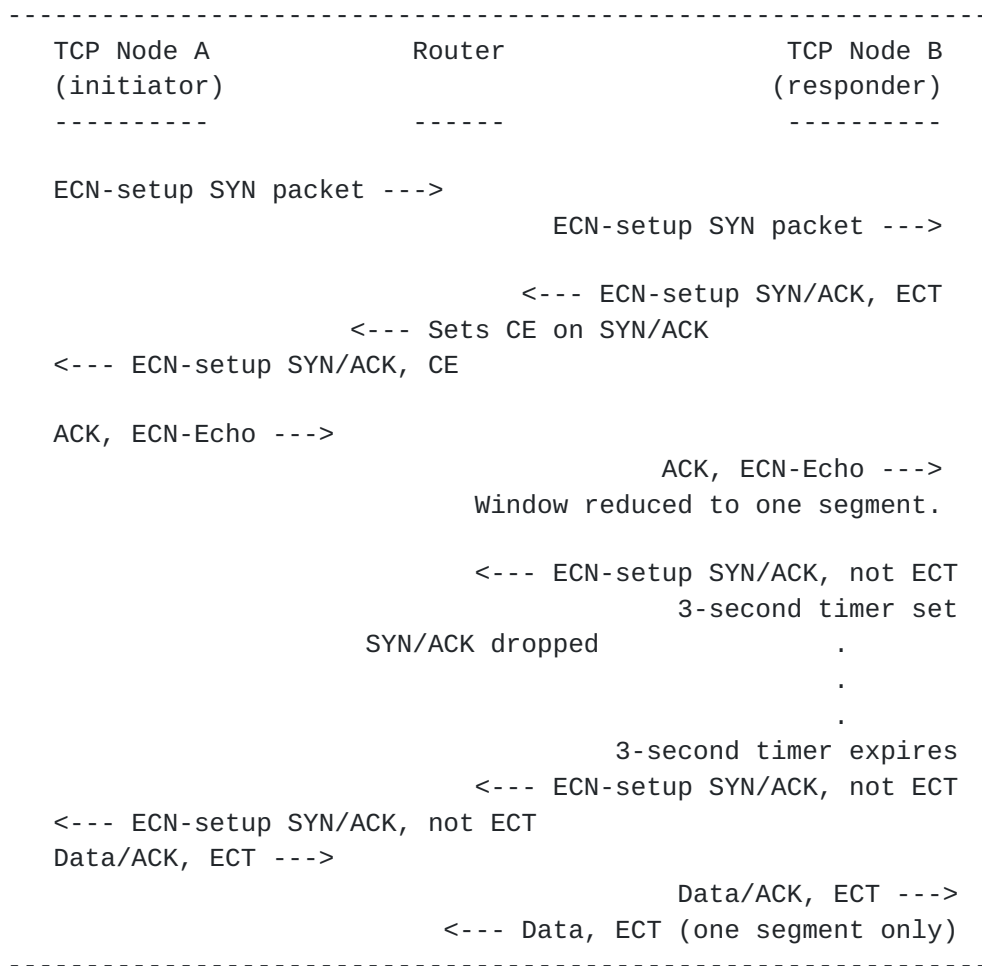 ---------------------------------------------------------------
TCP Node A             Router                  TCP Node B
(initiator)                                   (responder)
----------             ------                  ----------
ECN-setup SYN packet --->
ECN-setup SYN packet --->
<--- ECN-setup SYN/ACK, ECT
<--- Sets CE on SYN/ACK
<--- ECN-setup SYN/ACK, CE
ACK, ECN-Echo --->
ACK, ECN-Echo --->
Window reduced to one segment.
<--- ECN-setup SYN/ACK, not ECT
3-second timer set
SYN/ACK dropped               .
.
.
3-second timer expires
<--- ECN-setup SYN/ACK, not ECT
<--- ECN-setup SYN/ACK, not ECT
Data/ACK, ECT --->
Data/ACK, ECT --->
<--- Data, ECT (one segment only)
---------------------------------------------------------------